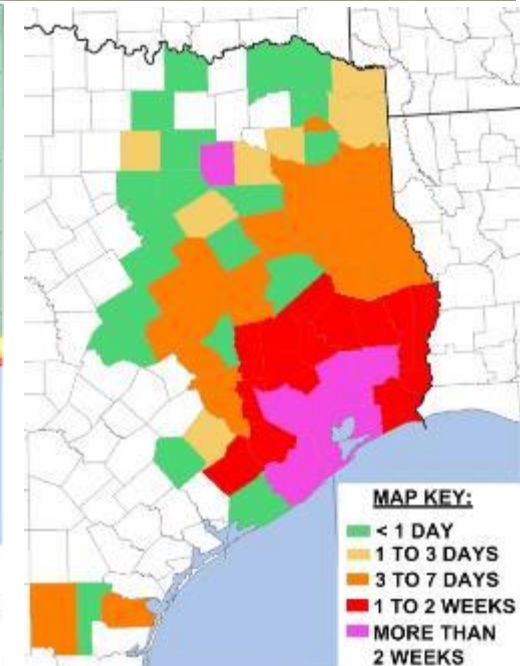 MAP KEY:
< 1 DAY
1 TO 3 DAYS
3 TO 7 DAYS
1 TO 2 WEEKS
MORE THAN
2 WEEKS